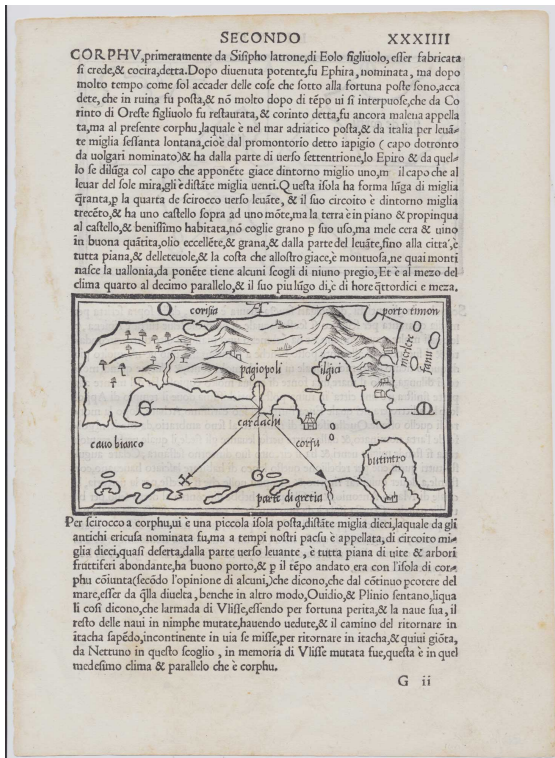 SECONDO XXXIIII
CORPHV,primeramente da Sisipho latrone,di Eolo figliuolo, esser fabricata
si crede,& cocira,detta.Dopo diuenuta potente,fu Ephira, nominata, ma dopo
molto tempo come sol accader delle cose che sotto alla fortuna poste sono,acca
dete, che in ruina fu posta,& nō molto dopo di tēpo ui si interpuose,che da Co
rinto di Oreste figliuolo fu restaurata, & corinto detta,fu ancora malena appella
ta,ma al presente corphu ,laquale è nel mar adriatico posta,& da italia per leuā⸗
te miglia sessanta lontana,cioè dal promontorio detto iapigio ( capo dotronto
da uolgari nominato)& ha dalla parte di uerso settentrione,lo Epiro & da quel⸗
lo se dilūga col capo che apponēte giace dintorno miglio uno,m il capo che al
leuar del sole mira,gli è distāte miglia uenti.Questa isola ha forma lūga di miglia
q̄ranta,p la quarta de scirocco uerso leuāte, & il suo circoito è dintorno miglia
trecēto,& ha uno castello sopra ad uno mōte,ma la terra è in piano & propinqua
al castello,& benissimo habitata,nō coglie grano p suo uso,ma mele cera & uino
in buona quātita,olio eccellēte,& grana,& dalla parte del leuāte,fino alla citta',è
tutta piana,& deletteuole,& la costa che allostro giace,è montuosa,ne quai monti
nasce la uallonia,da ponēte tiene alcuni scogli di niuno pregio, Et è al mezo del
clima quarto al decimo parallelo,& il suo piu lūgo dì,è di hore q̄ttordici e meza.
Q corisia porto timon
merlere
fanu
pagiopoli silgici
S M
cardachi
cauo bianco corfu
butintro
G
parte di gretia
Per scirocco a corphu,ui è una piccola isola posta,distāte miglia dieci,laquale da gli
antichi ericusa nominata fu,ma a tempi nostri pacsu è appellata,di circoito mi⸗
glia dieci,quasi deserta,dalla parte uerso leuante , è tutta piana di uite & arbori
fruttiferi abondante,ha buono porto,& p il tēpo andato era con l'isola di cor⸗
phu cōiunta(secōdo l'opinione di alcuni,)che dicono,che dal cōtinuo pcotere del
mare,esser da q̄lla diuelta , benche in altro modo,Ouidio,& Plinio sentano,liqua
li cosi dicono,che larmada di Vlisse,essendo per fortuna perita,& la naue sua , il
resto delle naui in nimphe mutate,hauendo uedute,& il camino del ritornare in
itacha sapēdo,incontinente in uia se misse,per ritornare in itacha,& quiui giōta,
da Nettuno in questo scoglio , in memoria di Vlisse mutata fue,questa è in quel
medesimo clima & parallelo che è corphu.
G ii